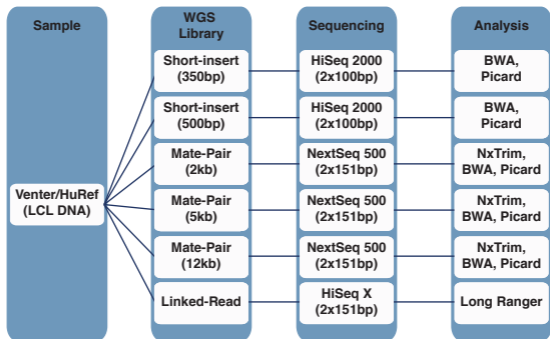 Sample
WGS
Library
Sequencing
Analysis
Short-insert
(350bp)
HiSeq 2000
(2x100bp)
BWA,
Picard
Short-insert
(500bp)
HiSeq 2000
(2x100bp)
BWA,
Picard
Mate-Pair
(2kb)
NextSeq 500
(2x151bp)
NxTrim,
BWA, Picard
Venter/HuRef
(LCL DNA)
Mate-Pair
(5kb)
NextSeq 500
(2x151bp)
NxTrim,
BWA, Picard
Mate-Pair
(12kb)
NextSeq 500
(2x151bp)
NxTrim,
BWA, Picard
Linked-Read
HiSeq X
(2x151bp)
Long Ranger